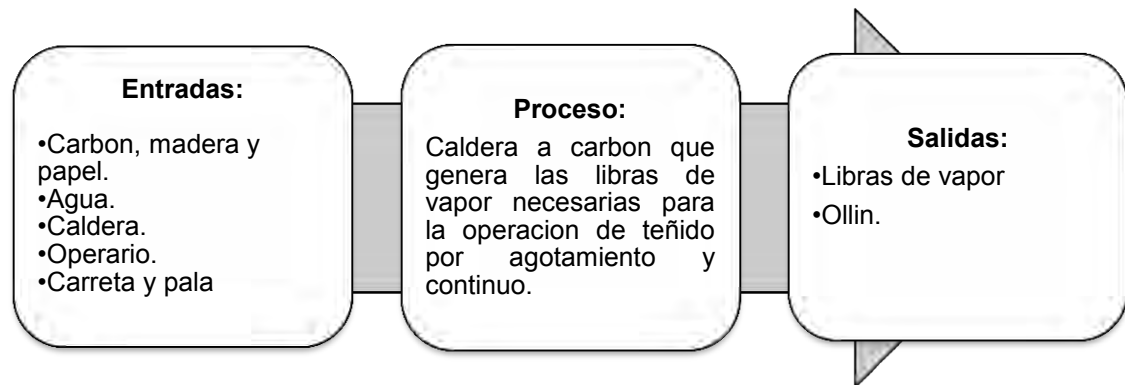 Entradas:
•Carbon, madera y
papel.
•Agua.
•Caldera.
•Operario.
•Carreta y pala
Proceso:
Caldera a carbon que
genera las libras de
vapor necesarias para
la operacion de teñido
por agotamiento y
continuo.
Salidas:
•Libras de vapor
•Ollin.